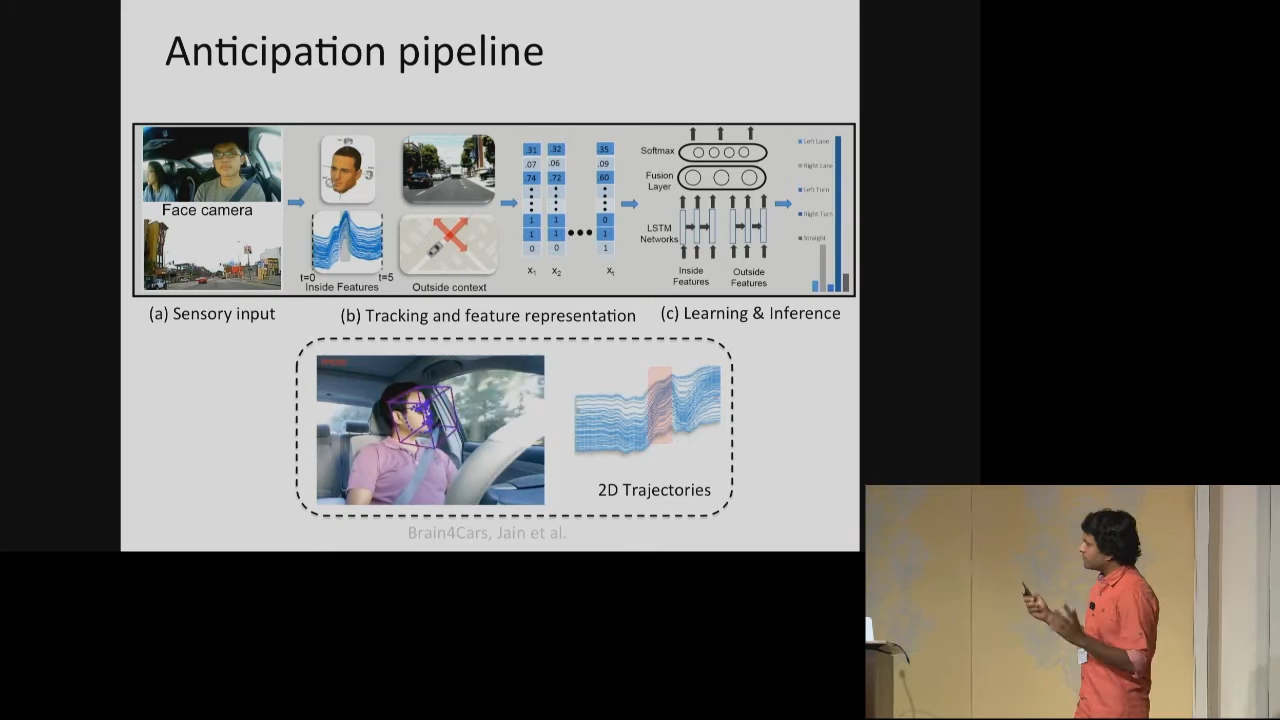 Anticipation pipeline
Face camera
t=0
t=5
Inside Features
Outside context
.31
.07
.74
1
1
0
X1
.32
.06
.72
1
1
0
X2
.35
.09
.60
0
1
1
Xt
Softmax
Fusion
Layer
LSTM
Networks
Inside
Features
Outside
Features
Left Lane
Right Lane
Left Turn
Right Turn
Straight
(a) Sensory input
(b) Tracking and feature representation
(c) Learning & Inference
2D Trajectories
Brain4Cars, Jain et al.